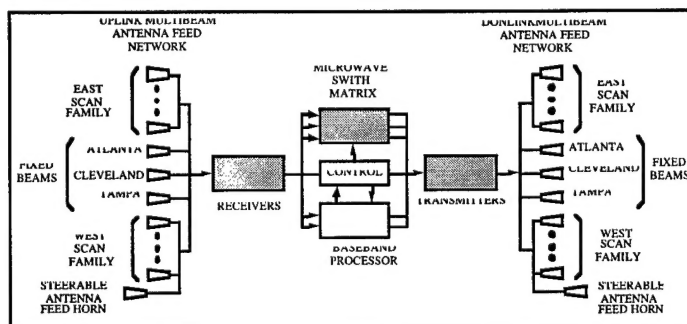 UPLINK MULTIBEAM
ANTENNA FEED
NETWORK
DONLINKMULTIBEAM
ANTENNA FEED
NETWORK
MICROWAVE
SWITH
MATRIX
EAST
SCAN
FAMILY
EAST
SCAN
FAMILY
ATLANTA
ATLANTA
FIXED
BEAMS
CLEVELAND
CONTROL
CLEVELAND
FIXED
BEAMS
TAMPA
RECEIVERS
TRANSMITTERS
TAMPA
WEST
SCAN
FAMILY
BASEBAND
PROCESSOR
WEST
SCAN
FAMILY
STEERABLE
ANTENNA
FEED HORN
STEERABLE
ANTENNA
FEED HORN